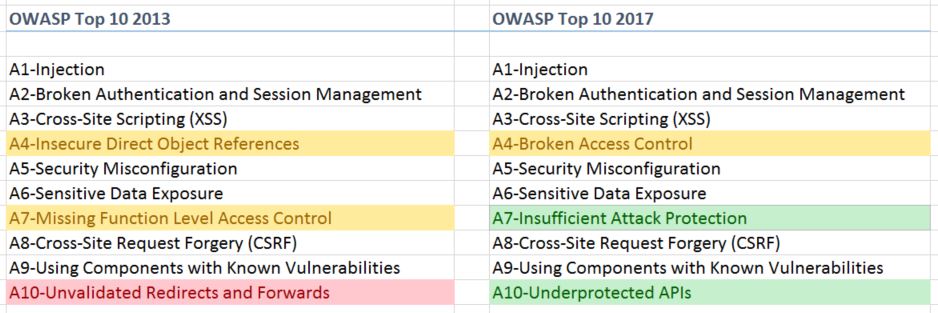 OWASP Top 10 2013
A1-Injection
A2-Broken Authentication and Session Management
A3-Cross-Site Scripting (XSS)
A4-Insecure Direct Object References
A5-Security Misconfiguration
A6-Sensitive Data Exposure
A7-Missing Function Level Access Control
A8-Cross-Site Request Forgery (CSRF)
A9-Using Components with Known Vulnerabilities
A10-Unvalidated Redirects and Forwards
OWASP Top 10 2017
A1-Injection
A2-Broken Authentication and Session Management
A3-Cross-Site Scripting (XSS)
A4-Broken Access Control
A5-Security Misconfiguration
A6-Sensitive Data Exposure
A7-Insufficient Attack Protection
A8-Cross-Site Request Forgery (CSRF)
A9-Using Components with Known Vulnerabilities
A10-Underprotected APIs